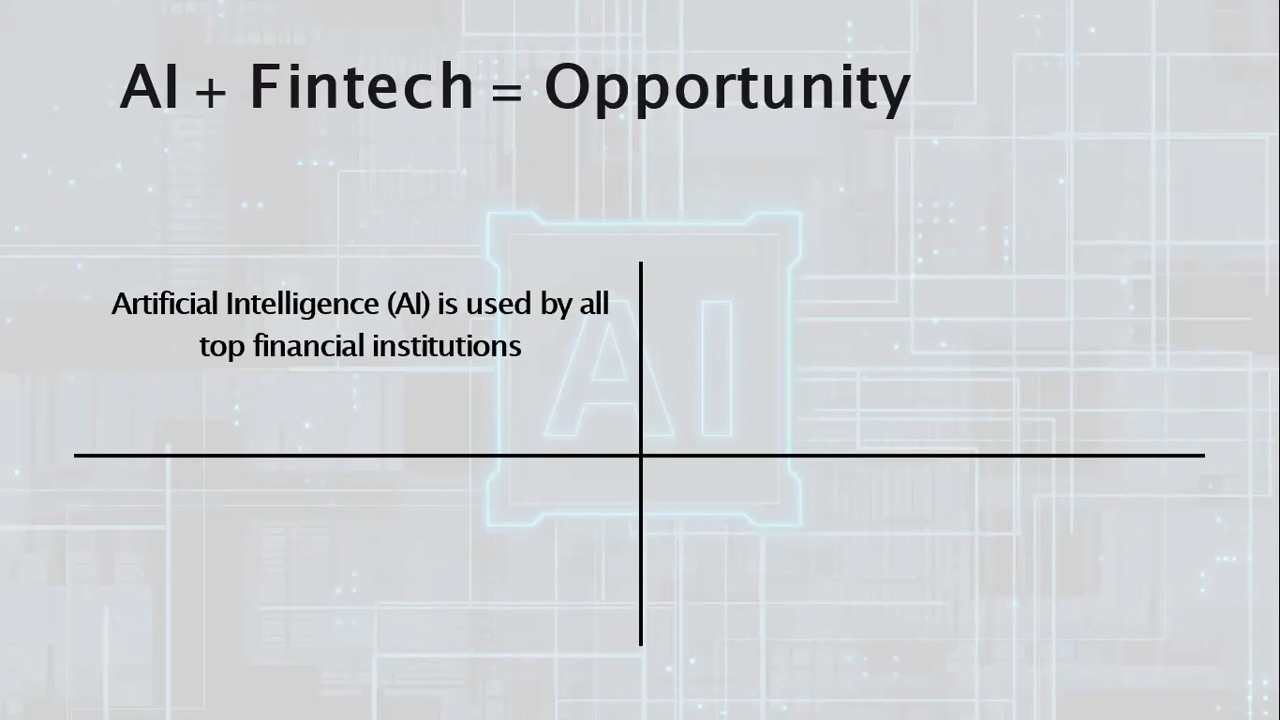 AI + Fintech = Opportunity
Artificial Intelligence (AI) is used by all
top financial institutions
AI